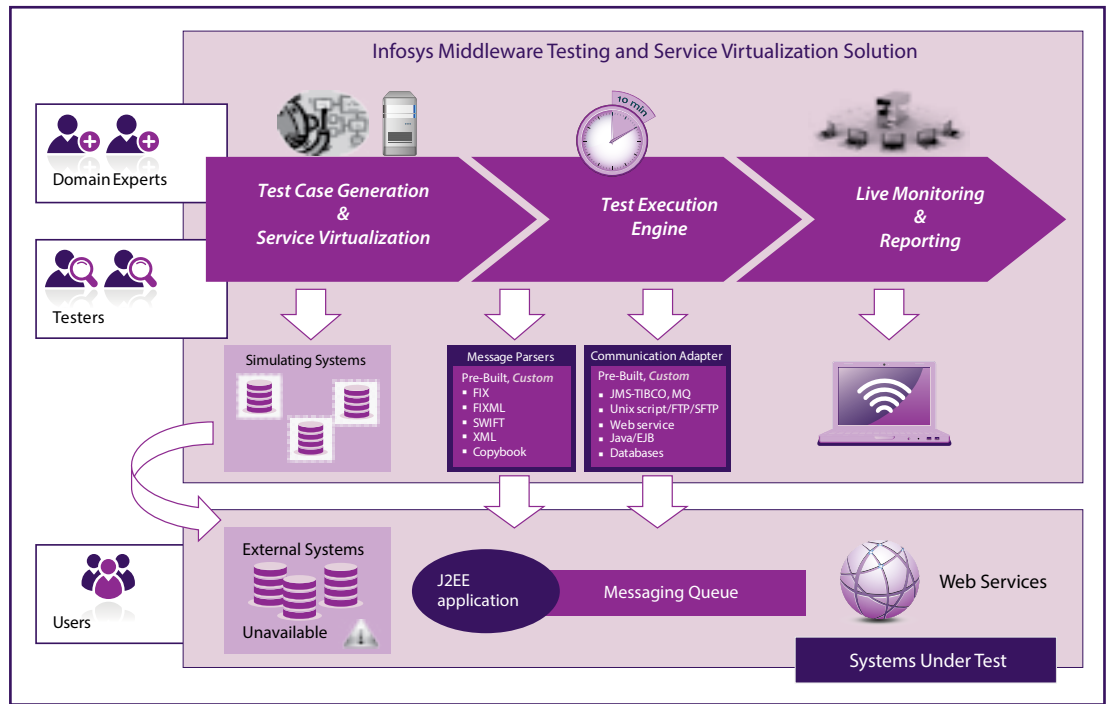 Infosys Middleware Testing and Service Virtualization Solution
10 min
Domain Experts
Test Case Generation
&
Service Virtualization
Test Execution
Engine
Live Monitoring
&
Reporting
Testers
Simulating Systems
Message Parsers
Pre-Built, Custom
▪ FIX
▪ FIXML
▪ SWIFT
▪ XML
▪ Copybook
Communication Adapter
Pre-Built, Custom
▪ JMS-TIBCO, MQ
▪ Unix script/FTP/SFTP
▪ Web service
▪ Java/EJB
▪ Databases
Users
External Systems
Unavailable
J2EE
application
Messaging Queue
Web Services
Systems Under Test